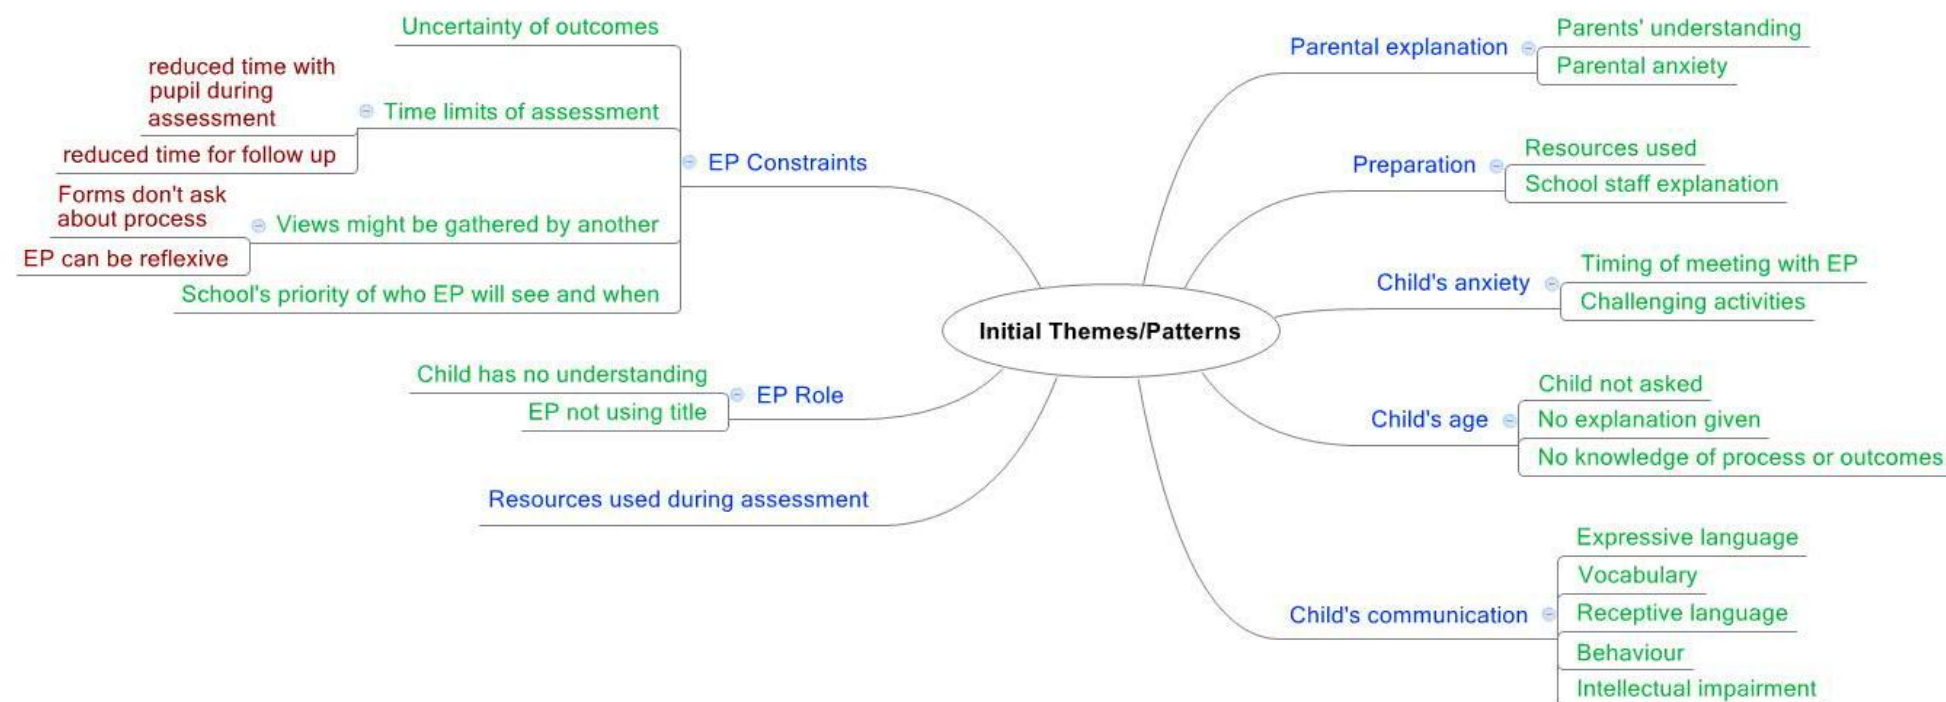 Uncertainty of outcomes
reduced time with
pupil during
assessment
Time limits of assessment
reduced time for follow up
EP Constraints
Forms don't ask
about process
Views might be gathered by another
EP can be reflexive
School's priority of who EP will see and when
Child has no understanding
EP Role
EP not using title
Resources used during assessment
Initial Themes/Patterns
Parental explanation
Parents' understanding
Parental anxiety
Preparation
Resources used
School staff explanation
Child's anxiety
Timing of meeting with EP
Challenging activities
Child's age
Child not asked
No explanation given
No knowledge of process or outcomes
Child's communication
Expressive language
Vocabulary
Receptive language
Behaviour
Intellectual impairment